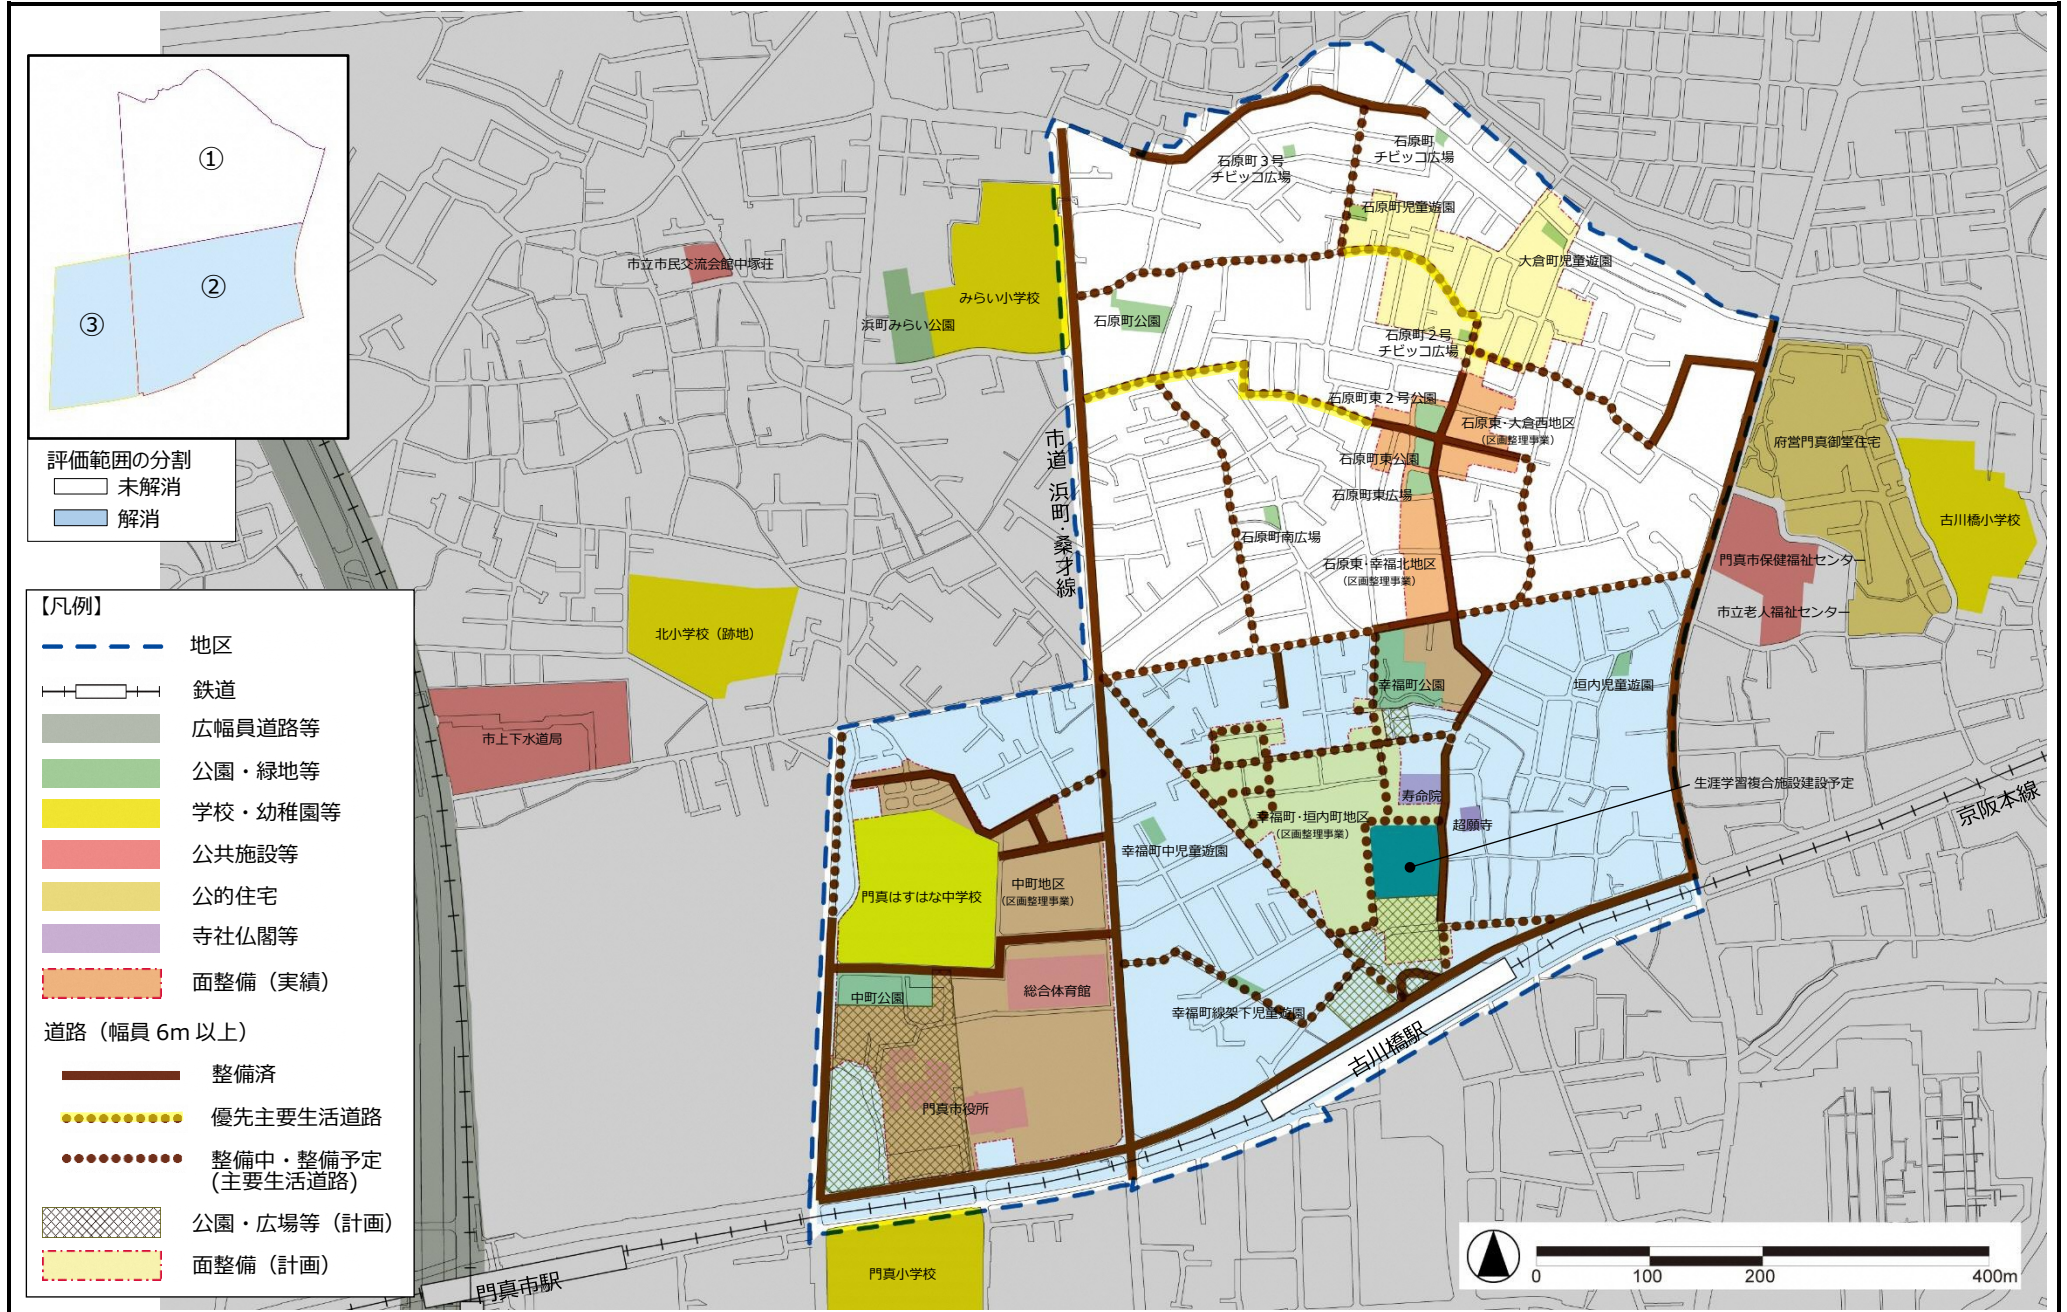 ①
②
③
評価範囲の分割
未解消
解消
【凡例】
地区
鉄道
広幅員道路等
公園・緑地等
学校・幼稚園等
公共施設等
公的住宅
寺社仏閣等
面整備（実績）
道路（幅員 6m 以上）
整備済
優先主要生活道路
整備中・整備予定
(主要生活道路)
公園・広場等（計画）
面整備（計画）
石原町
チビッコ広場
石原町３号
チビッコ広場
石原町児童遊園
大倉町児童遊園
市立市民交流会館中塚荘
みらい小学校
浜町みらい公園
石原町公園
石原町２号
チビッコ広場
石原町東２号公園
石原東・大倉西地区
（区画整理事業）
石原町東公園
石原町東広場
府営門真御堂住宅
古川橋小学校
市道 浜町・桑才線
石原町南広場
石原東・幸福北地区
（区画整理事業）
門真市保健福祉センター
市立老人福祉センター
北小学校（跡地）
幸福町公園
垣内児童遊園
市上下水道局
生涯学習複合施設建設予定
寿命院
超願寺
京阪本線
幸福町・垣内町地区
（区画整理事業）
幸福町中児童遊園
中町地区
（区画整理事業）
門真はすはな中学校
中町公園
総合体育館
幸福町線架下児童遊園
古川橋駅
門真市役所
門真小学校
門真市駅
0
100
200
400m